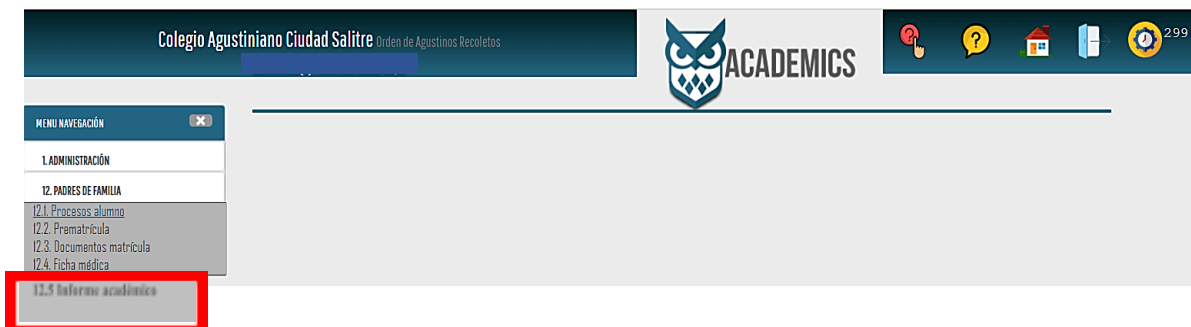 Colegio Agustiniano Ciudad Salitre Orden de Agustinos Recoletos
ACADEMICS
? ? 299
MENU NAVEGACIÓN X
1. ADMINISTRACIÓN
12. PADRES DE FAMILIA
12.1. Procesos alumno
12.2. Prematrícula
12.3. Documentos matrícula
12.4. Ficha médica
12.5 Informe académico